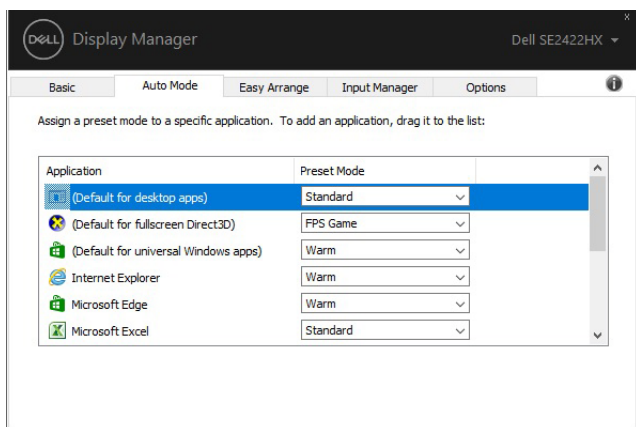 DELL Display Manager Dell SE2422HX
x
Basic Auto Mode Easy Arrange Input Manager Options
Assign a preset mode to a specific application. To add an application, drag it to the list:
Application Preset Mode
(Default for desktop apps) Standard
(Default for fullscreen Direct3D) FPS Game
(Default for universal Windows apps) Warm
Internet Explorer Warm
Microsoft Edge Warm
Microsoft Excel Standard